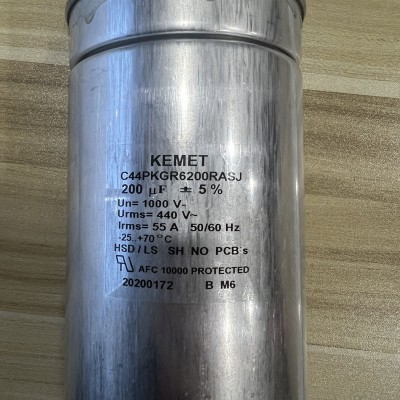 KEMET
C44PKGR6200RASJ
200 µF ± 5 %
Un= 1000 V-
Urms= 440 V~
Irms= 55 A 50/60 Hz
-25..+70°C
HSD / LS SH NO PCB's
AFC 10000 PROTECTED
20200172 B M6